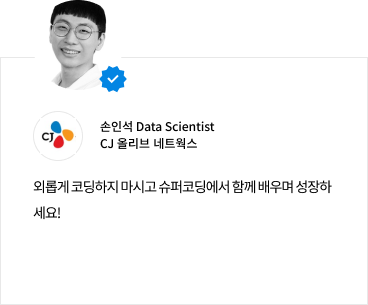 CJ
손인석 Data Scientist
CJ 올리브 네트웍스
외롭게 코딩하지 마시고 슈퍼코딩에서 함께 배우며 성장하
세요!